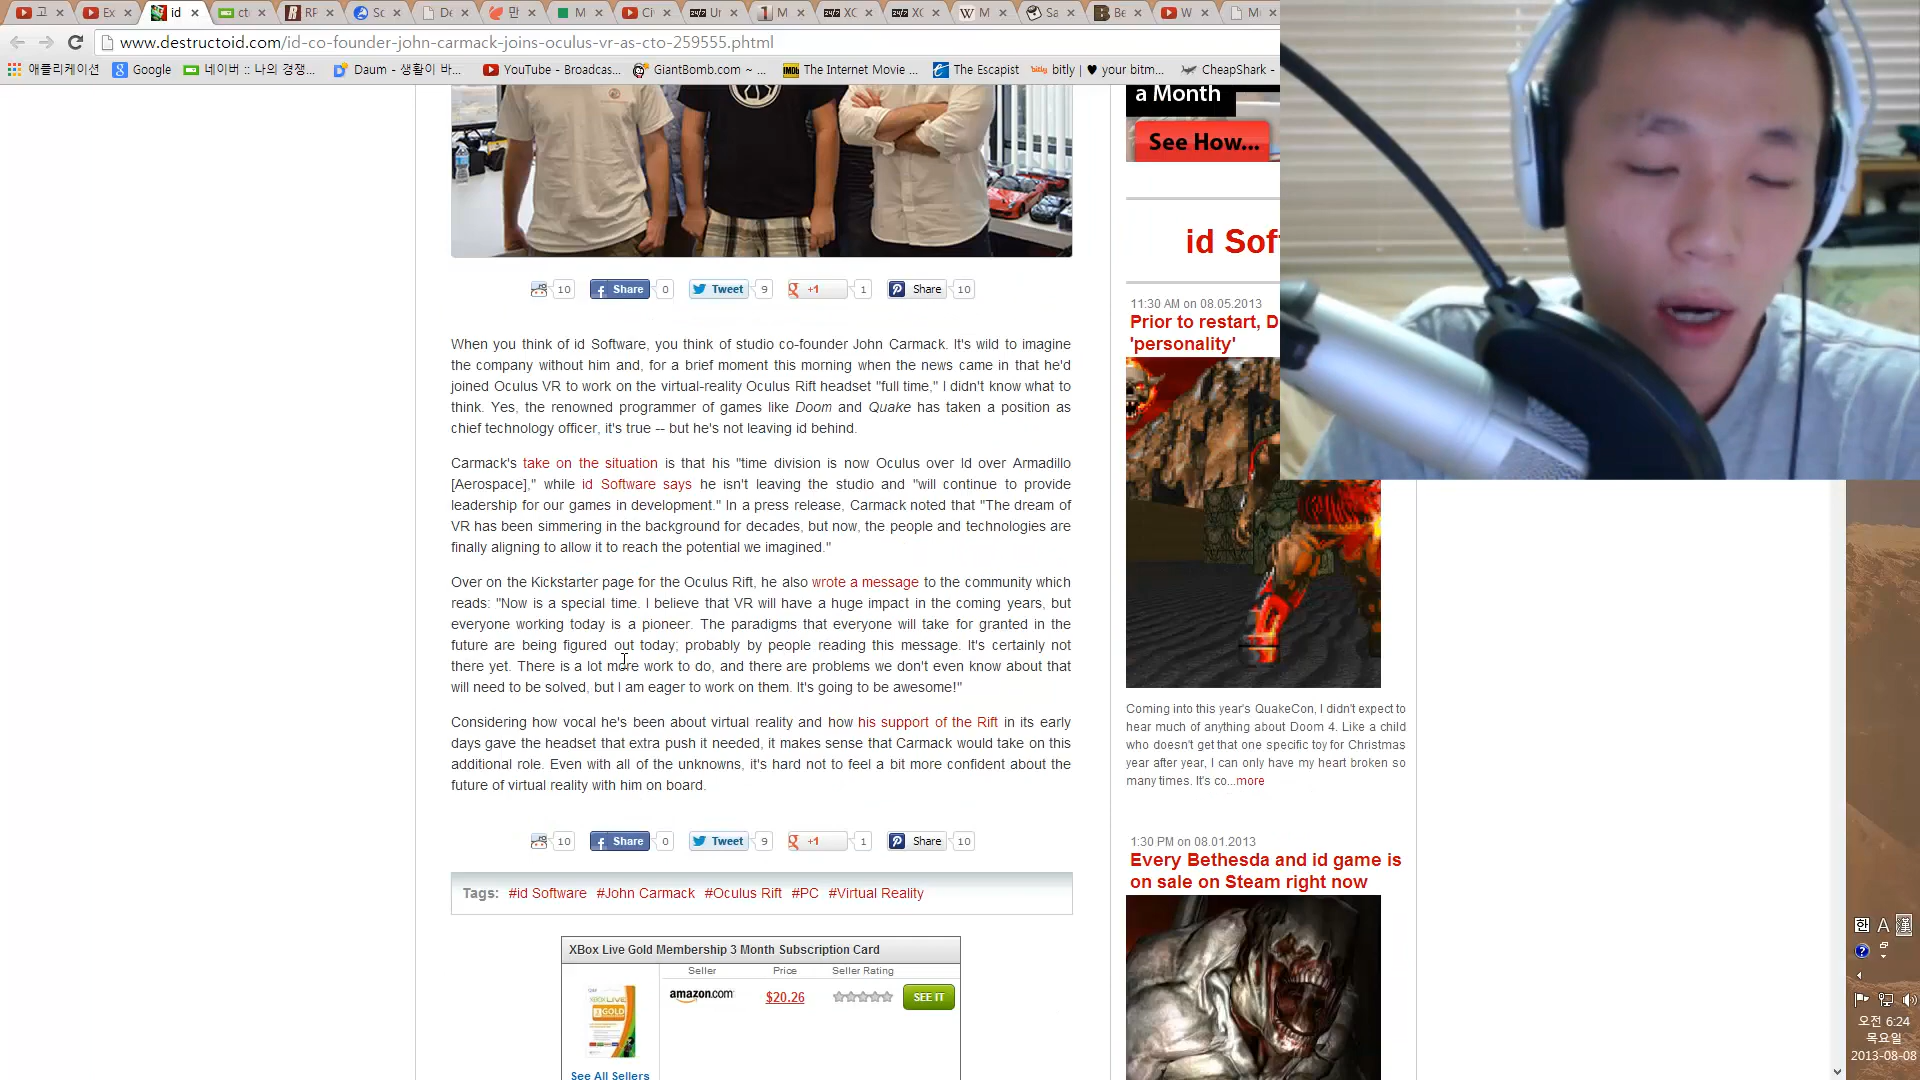 id
RP
만
www.destructoid.com/id-co-founder-john-carmack-joins-oculus-vr-as-cto-259555.phtml
애플리케이션 Google 네이버 :: 나의 경쟁... Daum - 생활이 바... YouTube - Broadcas... GiantBomb.com ~ ... The Internet Movie ... The Escapist bitly | ♥ your bitm... CheapShark -
a Month
See How...
id Sof
10 Share 0 Tweet 9 +1 1 Share 10
When you think of id Software, you think of studio co-founder John Carmack. It's wild to imagine
the company without him and, for a brief moment this morning when the news came in that he'd
joined Oculus VR to work on the virtual-reality Oculus Rift headset "full time," I didn't know what to
think. Yes, the renowned programmer of games like Doom and Quake has taken a position as
chief technology officer, it's true -- but he's not leaving id behind.
Carmack's take on the situation is that his "time division is now Oculus over Id over Armadillo
[Aerospace]," while id Software says he isn't leaving the studio and "will continue to provide
leadership for our games in development." In a press release, Carmack noted that "The dream of
VR has been simmering in the background for decades, but now, the people and technologies are
finally aligning to allow it to reach the potential we imagined."
Over on the Kickstarter page for the Oculus Rift, he also wrote a message to the community which
reads: "Now is a special time. I believe that VR will have a huge impact in the coming years, but
everyone working today is a pioneer. The paradigms that everyone will take for granted in the
future are being figured out today; probably by people reading this message. It's certainly not
there yet. There is a lot more work to do, and there are problems we don't even know about that
will need to be solved, but I am eager to work on them. It's going to be awesome!"
Considering how vocal he's been about virtual reality and how his support of the Rift in its early
days gave the headset that extra push it needed, it makes sense that Carmack would take on this
additional role. Even with all of the unknowns, it's hard not to feel a bit more confident about the
future of virtual reality with him on board.
10 Share 0 Tweet 9 +1 1 Share 10
Tags: #id Software #John Carmack #Oculus Rift #PC #Virtual Reality
XBox Live Gold Membership 3 Month Subscription Card
Seller Price Seller Rating
amazon.com $20.26 SEE IT
See All Sellers
11:30 AM on 08.05.2013
Prior to restart, D
'personality'
Coming into this year's QuakeCon, I didn't expect to
hear much of anything about Doom 4. Like a child
who doesn't get that one specific toy for Christmas
year after year, I can only have my heart broken so
many times. It's co...more
1:30 PM on 08.01.2013
Every Bethesda and id game is
on sale on Steam right now
한 A 漢
오전 6:24
목요일
2013-08-08